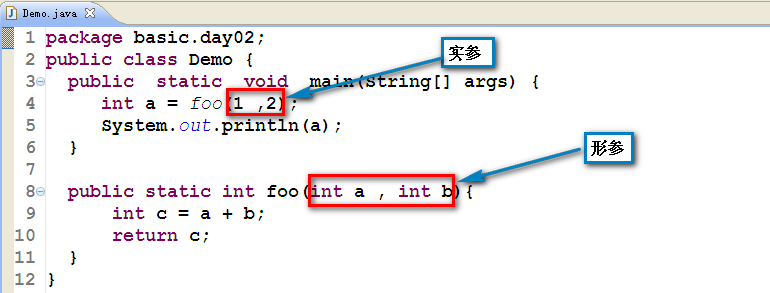 Demo.java
1 package basic.day02;
2 public class Demo {
实参
3 public static void main(String[] args) {
4 int a = foo(1 ,2);
5 System.out.println(a);
6 }
形参
7
8 public static int foo(int a , int b){
9 int c = a + b;
10 return c;
11 }
12 }